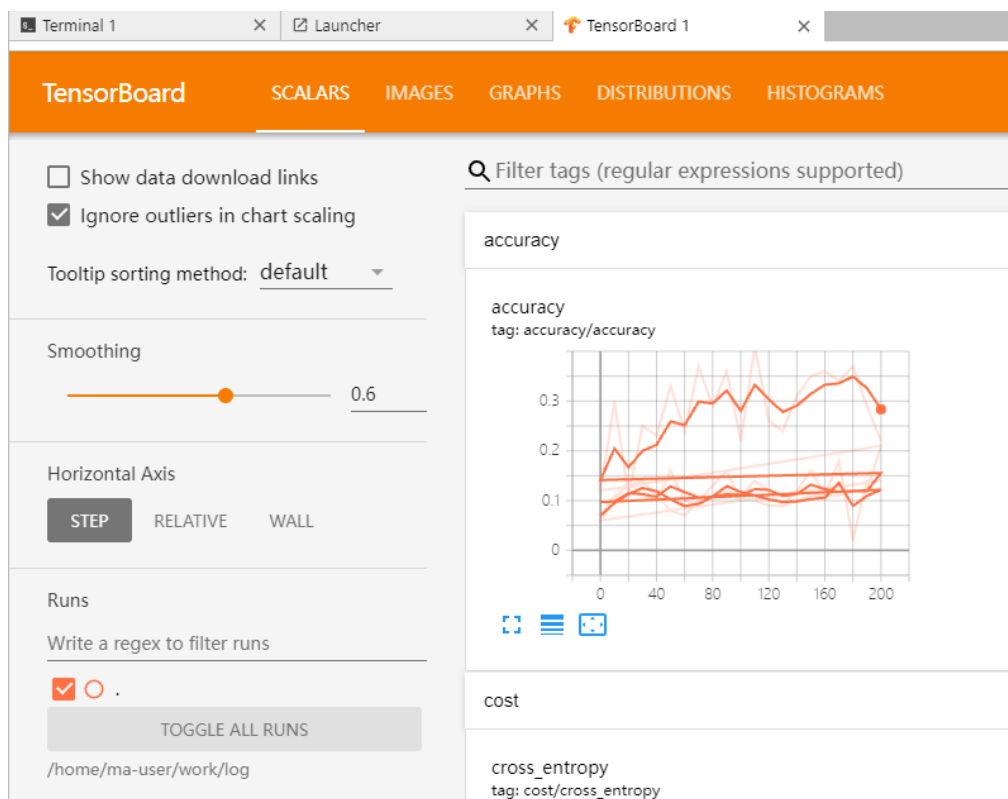 Terminal 1
Launcher
TensorBoard 1
TensorBoard
SCALARS
IMAGES
GRAPHS
DISTRIBUTIONS
HISTOGRAMS
Show data download links
Ignore outliers in chart scaling
Tooltip sorting method: default
Smoothing
0.6
Horizontal Axis
STEP
RELATIVE
WALL
Runs
Write a regex to filter runs
.
TOGGLE ALL RUNS
/home/ma-user/work/log
Filter tags (regular expressions supported)
accuracy
accuracy
tag: accuracy/accuracy
0.3
0.2
0.1
0
0 40 80 120 160 200
cost
cross_entropy
tag: cost/cross_entropy